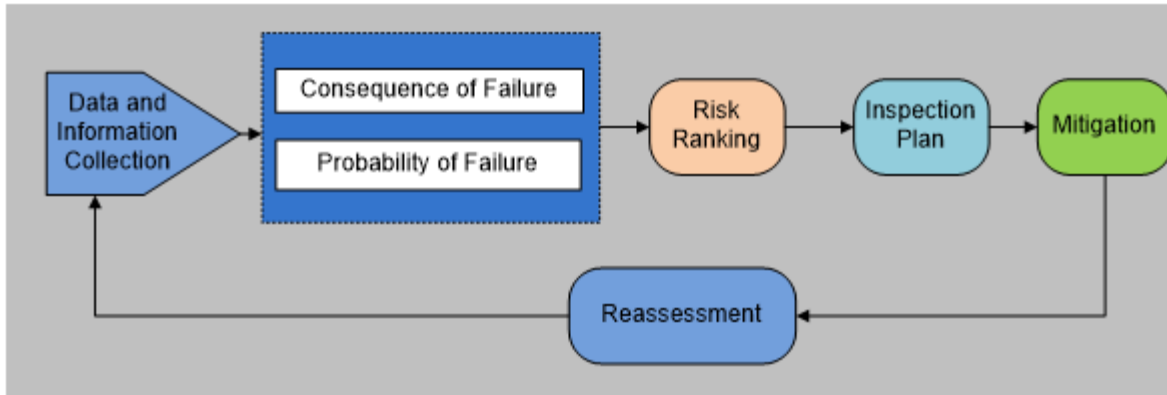 Data and
Information
Collection
Consequence of Failure
Probability of Failure
Risk
Ranking
Inspection
Plan
Mitigation
Reassessment